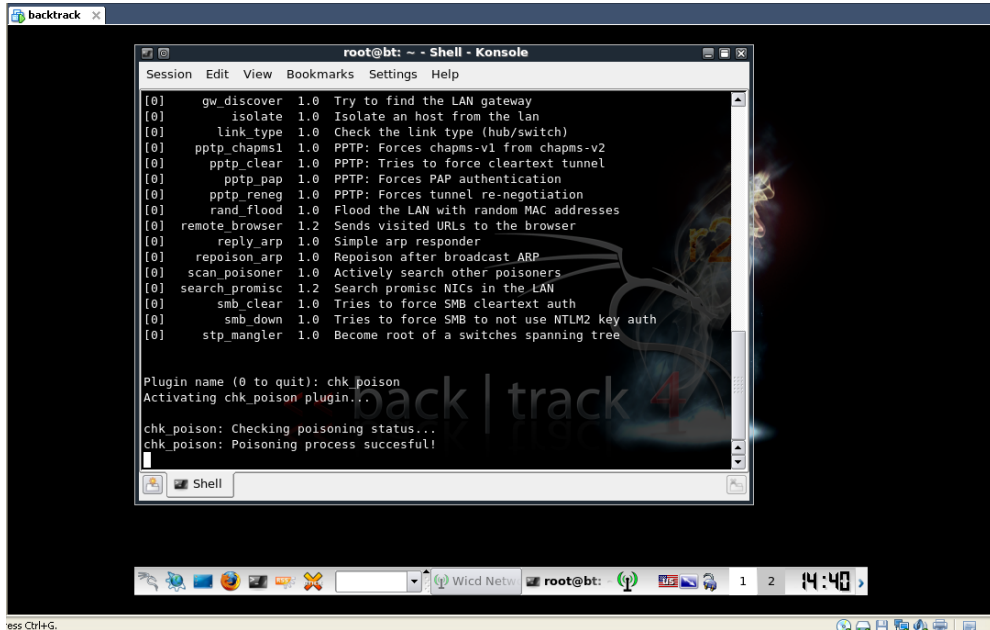 backtrack
root@bt: ~ - Shell - Konsole
Session Edit View Bookmarks Settings Help
[0] gw_discover 1.0 Try to find the LAN gateway
[0] isolate 1.0 Isolate an host from the lan
[0] link_type 1.0 Check the link type (hub/switch)
[0] pptp_chapms1 1.0 PPTP: Forces chapms-v1 from chapms-v2
[0] pptp_clear 1.0 PPTP: Tries to force cleartext tunnel
[0] pptp_pap 1.0 PPTP: Forces PAP authentication
[0] pptp_reneg 1.0 PPTP: Forces tunnel re-negotiation
[0] rand_flood 1.0 Flood the LAN with random MAC addresses
[0] remote_browser 1.2 Sends visited URLs to the browser
[0] reply_arp 1.0 Simple arp responder
[0] repoison_arp 1.0 Repoison after broadcast ARP
[0] scan_poisoner 1.0 Actively search other poisoners
[0] search_promisc 1.2 Search promisc NICs in the LAN
[0] smb_clear 1.0 Tries to force SMB cleartext auth
[0] smb_down 1.0 Tries to force SMB to not use NTLM2 key auth
[0] stp_mangler 1.0 Become root of a switches spanning tree
Plugin name (0 to quit): chk_poison
Activating chk_poison plugin...
back | track 4
chk_poison: Checking poisoning status...
chk_poison: Poisoning process succesful!
Shell
Wicd Netw root@bt: 1 2 14:40
ress Ctrl+G.